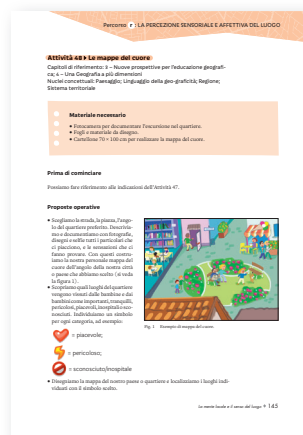 Percorso r : LA PERCEZIONE SENSORIALE E AFFETTIVA DEL LUOGO
Attività 48 ▸ Le mappe del cuore
Capitoli di riferimento: 8 – Nuove prospettive per l'educazione geografi-
ca; 4 – Una Geografia a più dimensioni
Nuclei concettuali: Paesaggio; Linguaggio della geo-graficità; Regione;
Sistema territoriale
Materiale necessario
• Fotocamera per documentare l'escursione nel quartiere.
• Fogli e materiale da disegno.
• Cartellone 70 × 100 cm per realizzare la mappa del cuore.
Prima di cominciare
Possiamo fare riferimento alle indicazioni dell'Attività 47.
Proposte operative
• Scegliamo la strada, la piazza, l'ango-
lo del quartiere preferito. Descrivia-
mo e documentiamo con fotografie,
disegni e selfie tutti i particolari che
ci piacciono, e le sensazioni che ci
fanno provare. Con questi costrui-
amo la nostra personale mappa del
cuore dell'angolo della nostra città
o paese che abbiamo scelto (si veda
la figura 1).
• Scopriamo quali luoghi del quartiere
vengono vissuti dalle bambine e dai
bambini come importanti, tranquilli,
pericolosi, piacevoli, inospitali o sco-
nosciuti. Individuiamo un simbolo
per ogni categoria, ad esempio:
= piacevole;
= pericoloso;
= sconosciuto/inospitale
Fig. 1 Esempio di mappa del cuore.
• Disegniamo la mappa del nostro paese o quartiere e localizziamo i luoghi indi-
viduati con il simbolo scelto.
La mente locale e il senso del luogo • 145